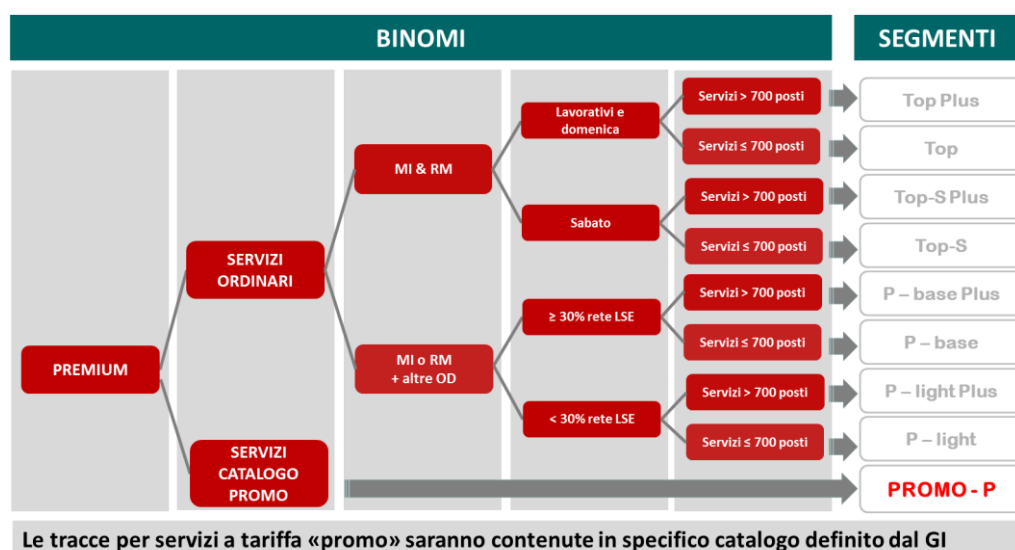 BINOMI
SEGMENTI
PREMIUM
SERVIZI
ORDINARI
SERVIZI
CATALOGO
PROMO
MI & RM
MI o RM
+ altre OD
Lavorativi e
domenica
Sabato
≥ 30% rete LSE
< 30% rete LSE
Servizi > 700 posti
Servizi ≤ 700 posti
Servizi > 700 posti
Servizi ≤ 700 posti
Servizi > 700 posti
Servizi ≤ 700 posti
Servizi > 700 posti
Servizi ≤ 700 posti
Top Plus
Top
Top-S Plus
Top-S
P – base Plus
P – base
P – light Plus
P – light
PROMO - P
Le tracce per servizi a tariffa «promo» saranno contenute in specifico catalogo definito dal GI